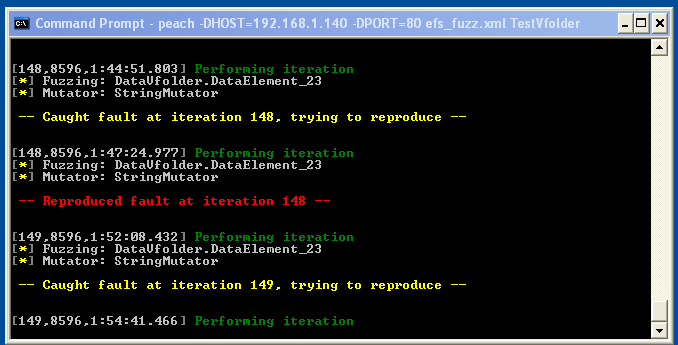 Command Prompt - peach -DHOST=192.168.1.140 -DPORT=80 efs_fuzz.xml TestVfolder
[148,8596,1:44:51.803] Performing iteration
[*] Fuzzing: DataVfolder.DataElement_23
[*] Mutator: StringMutator
-- Caught fault at iteration 148, trying to reproduce --
[148,8596,1:47:24.977] Performing iteration
[*] Fuzzing: DataVfolder.DataElement_23
[*] Mutator: StringMutator
-- Reproduced fault at iteration 148 --
[149,8596,1:52:08.432] Performing iteration
[*] Fuzzing: DataVfolder.DataElement_23
[*] Mutator: StringMutator
-- Caught fault at iteration 149, trying to reproduce --
[149,8596,1:54:41.466] Performing iteration